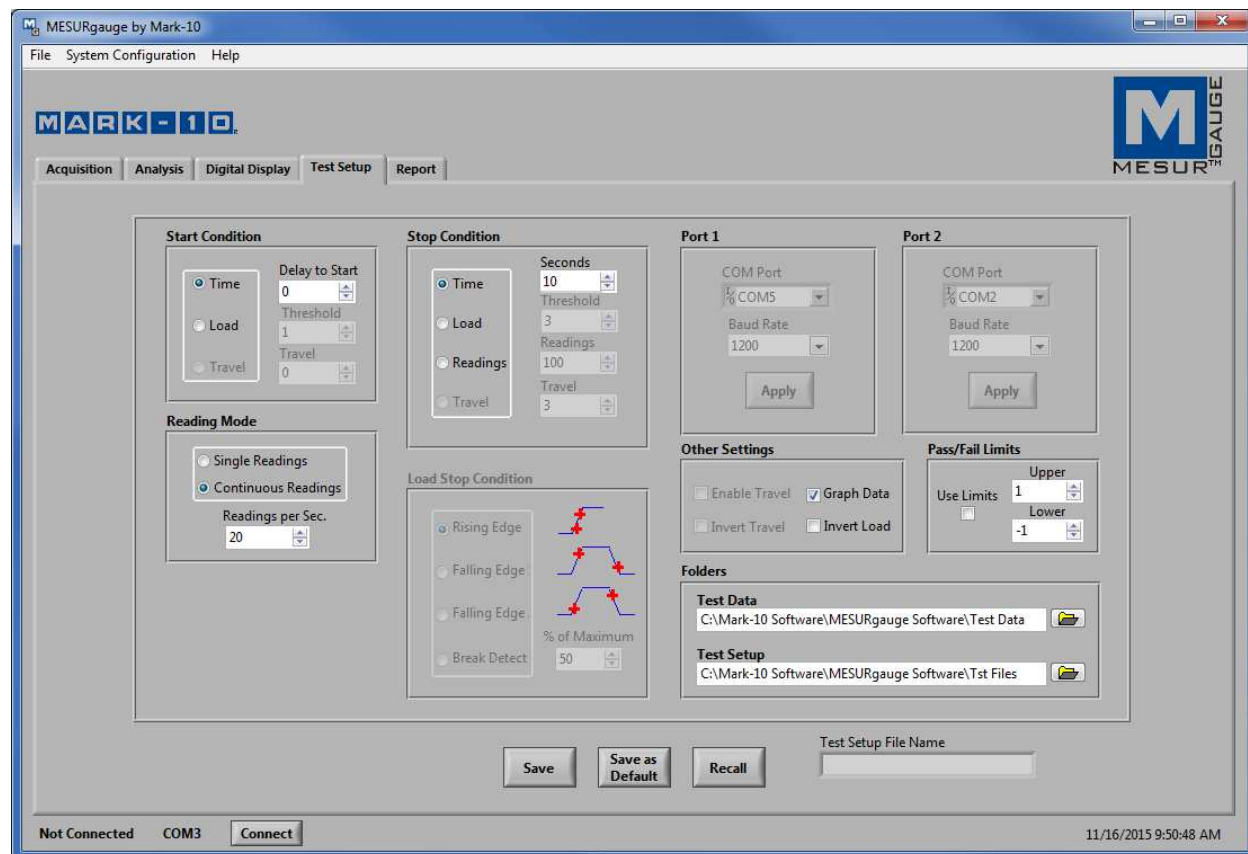 MESURgauge by Mark-10
File System Configuration Help
MARK-10
MESUR GAUGE™
Acquisition Analysis Digital Display Test Setup Report
Start Condition
Time
Load
Travel
Delay to Start
0
Threshold
1
Travel
0
Reading Mode
Single Readings
Continuous Readings
Readings per Sec.
20
Stop Condition
Time
Load
Readings
Travel
Seconds
10
Threshold
3
Readings
100
Travel
3
Load Stop Condition
Rising Edge
Falling Edge
Falling Edge
Break Detect
% of Maximum
50
Port 1
COM Port
COM5
Baud Rate
1200
Apply
Port 2
COM Port
COM2
Baud Rate
1200
Apply
Other Settings
Enable Travel Graph Data
Invert Travel Invert Load
Pass/Fail Limits
Use Limits
Upper
1
Lower
-1
Folders
Test Data
C:\Mark-10 Software\MESURgauge Software\Test Data
Test Setup
C:\Mark-10 Software\MESURgauge Software\Tst Files
Save
Save as
Default
Recall
Test Setup File Name
Not Connected COM3 Connect
11/16/2015 9:50:48 AM